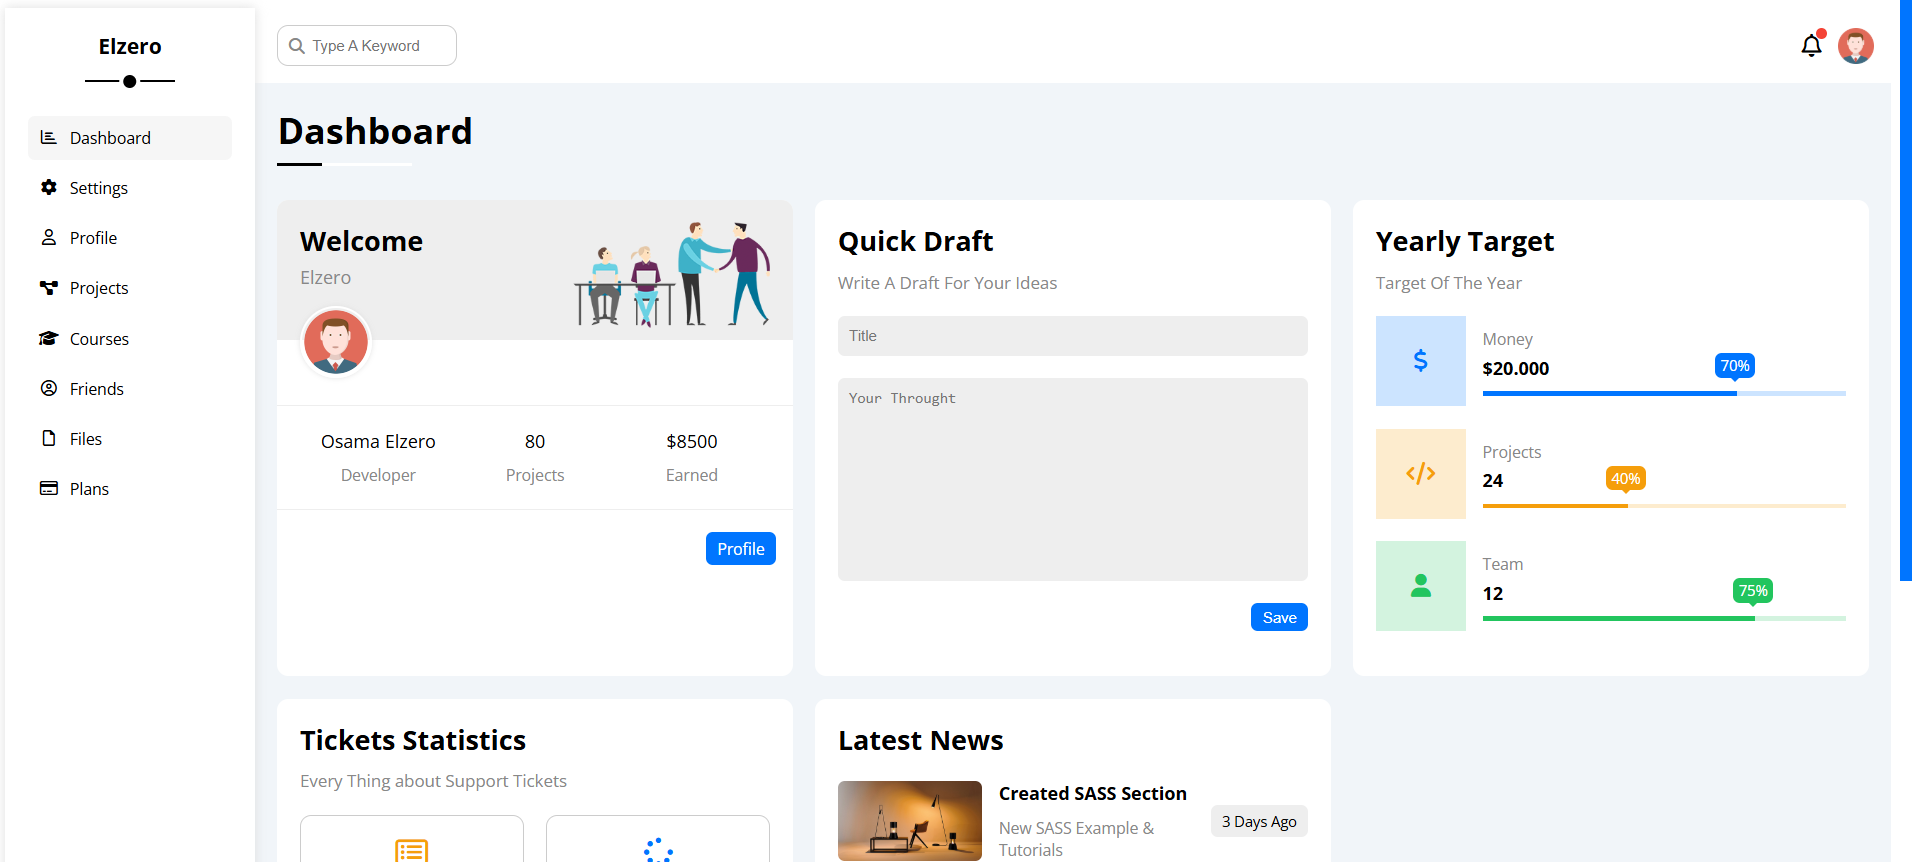 Elzero
Type A Keyword
Dashboard
Settings
Profile
Projects
Courses
Friends
Files
Plans
Dashboard
Welcome
Elzero
Osama Elzero
Developer
80
Projects
$8500
Earned
Profile
Quick Draft
Write A Draft For Your Ideas
Title
Your Throught
Save
Yearly Target
Target Of The Year
Money
$20.000
70%
Projects
24
40%
Team
12
75%
Tickets Statistics
Every Thing about Support Tickets
Latest News
Created SASS Section
New SASS Example &
Tutorials
3 Days Ago